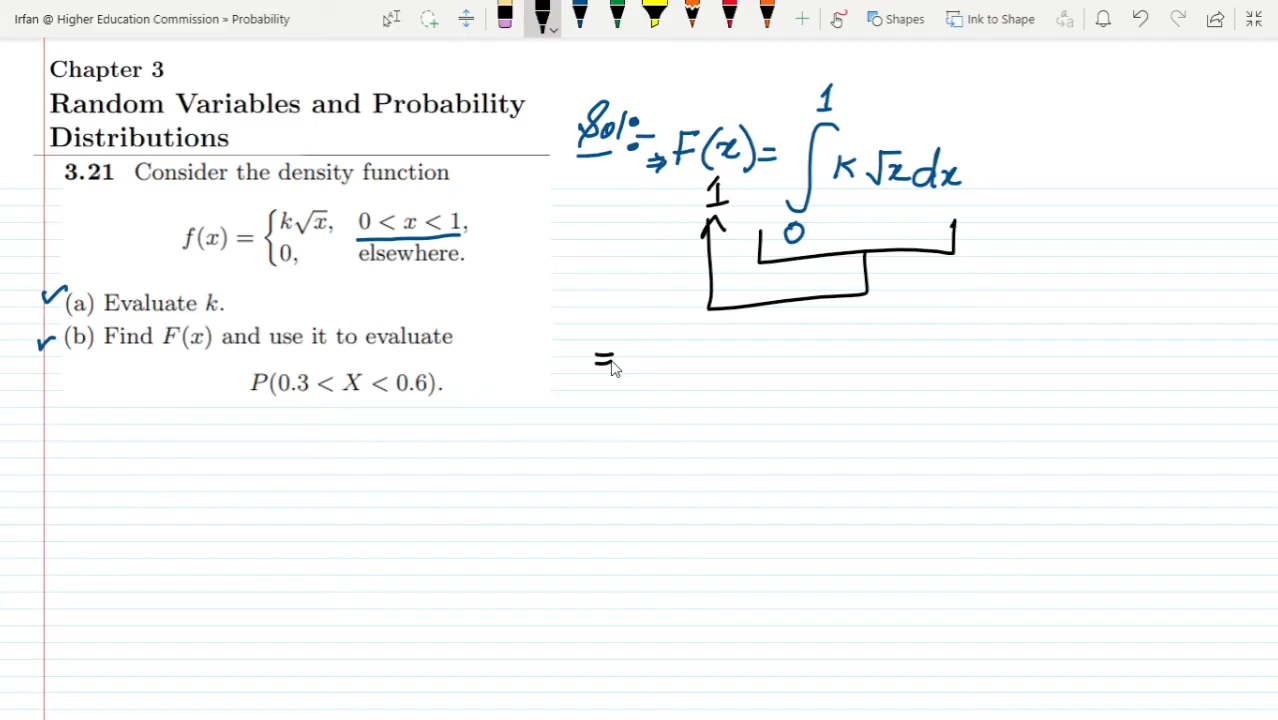 Irfan @ Higher Education Commission » Probability
Shapes
Ink to Shape
Chapter 3
Random Variables and Probability
Distributions
3.21 Consider the density function
f(x) = { k√x, 0 < x < 1,
0, elsewhere.
(a) Evaluate k.
(b) Find F(x) and use it to evaluate
P(0.3 < X < 0.6).
Sol:- ⇒ F(x) = ∫₀¹ K √x dx
1
=